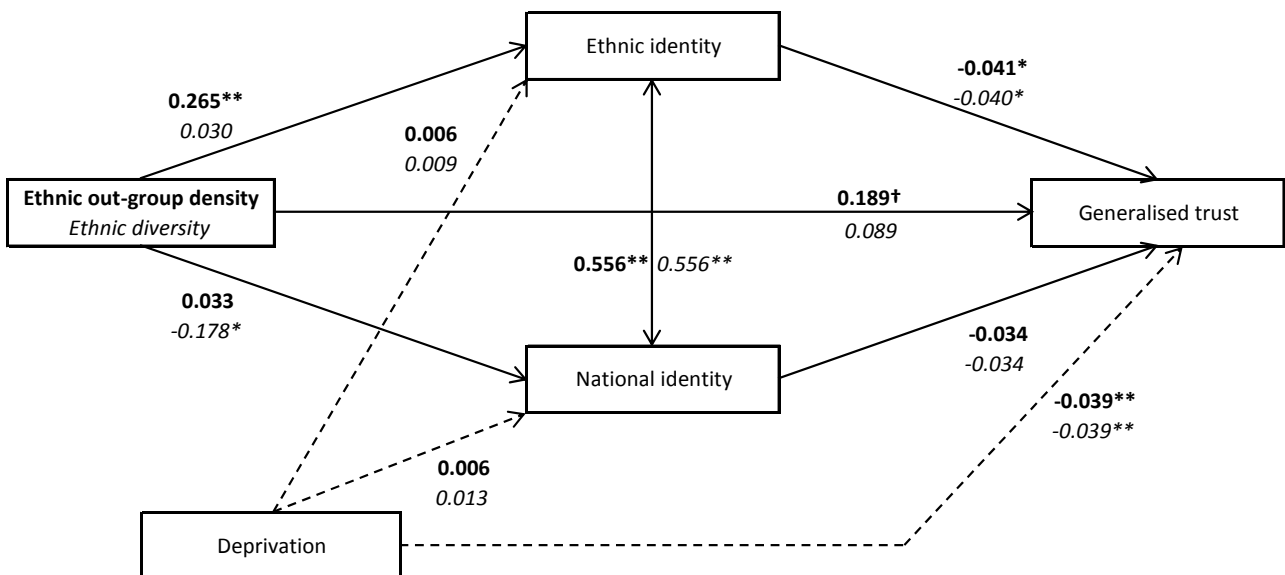 Ethnic identity
-0.041*
-0.040*
0.265**
0.030
0.006
0.009
Ethnic out-group density
Ethnic diversity
0.189†
0.089
Generalised trust
0.556** 0.556**
0.033
-0.178*
National identity
-0.034
-0.034
-0.039**
-0.039**
0.006
0.013
Deprivation